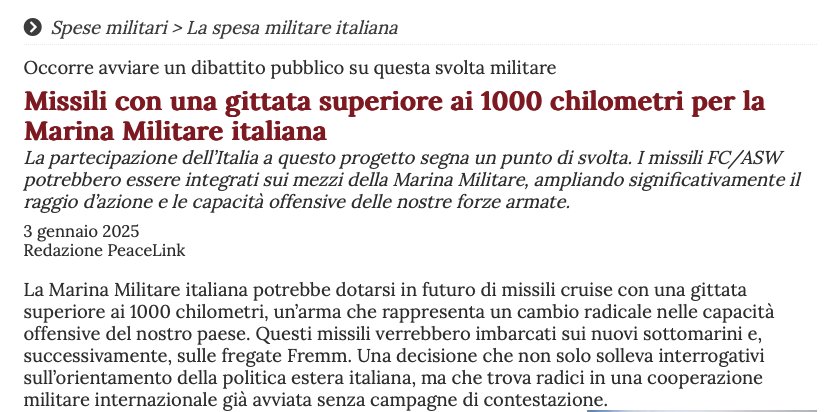 Spese militari > La spesa militare italiana
Occorre avviare un dibattito pubblico su questa svolta militare
Missili con una gittata superiore ai 1000 chilometri per la
Marina Militare italiana
La partecipazione dell'Italia a questo progetto segna un punto di svolta. I missili FC/ASW
potrebbero essere integrati sui mezzi della Marina Militare, ampliando significativamente il
raggio d'azione e le capacità offensive delle nostre forze armate.
3 gennaio 2025
Redazione PeaceLink
La Marina Militare italiana potrebbe dotarsi in futuro di missili cruise con una gittata
superiore ai 1000 chilometri, un'arma che rappresenta un cambio radicale nelle capacità
offensive del nostro paese. Questi missili verrebbero imbarcati sui nuovi sottomarini e,
successivamente, sulle fregate Fremm. Una decisione che non solo solleva interrogativi
sull'orientamento della politica estera italiana, ma che trova radici in una cooperazione
militare internazionale già avviata senza campagne di contestazione.